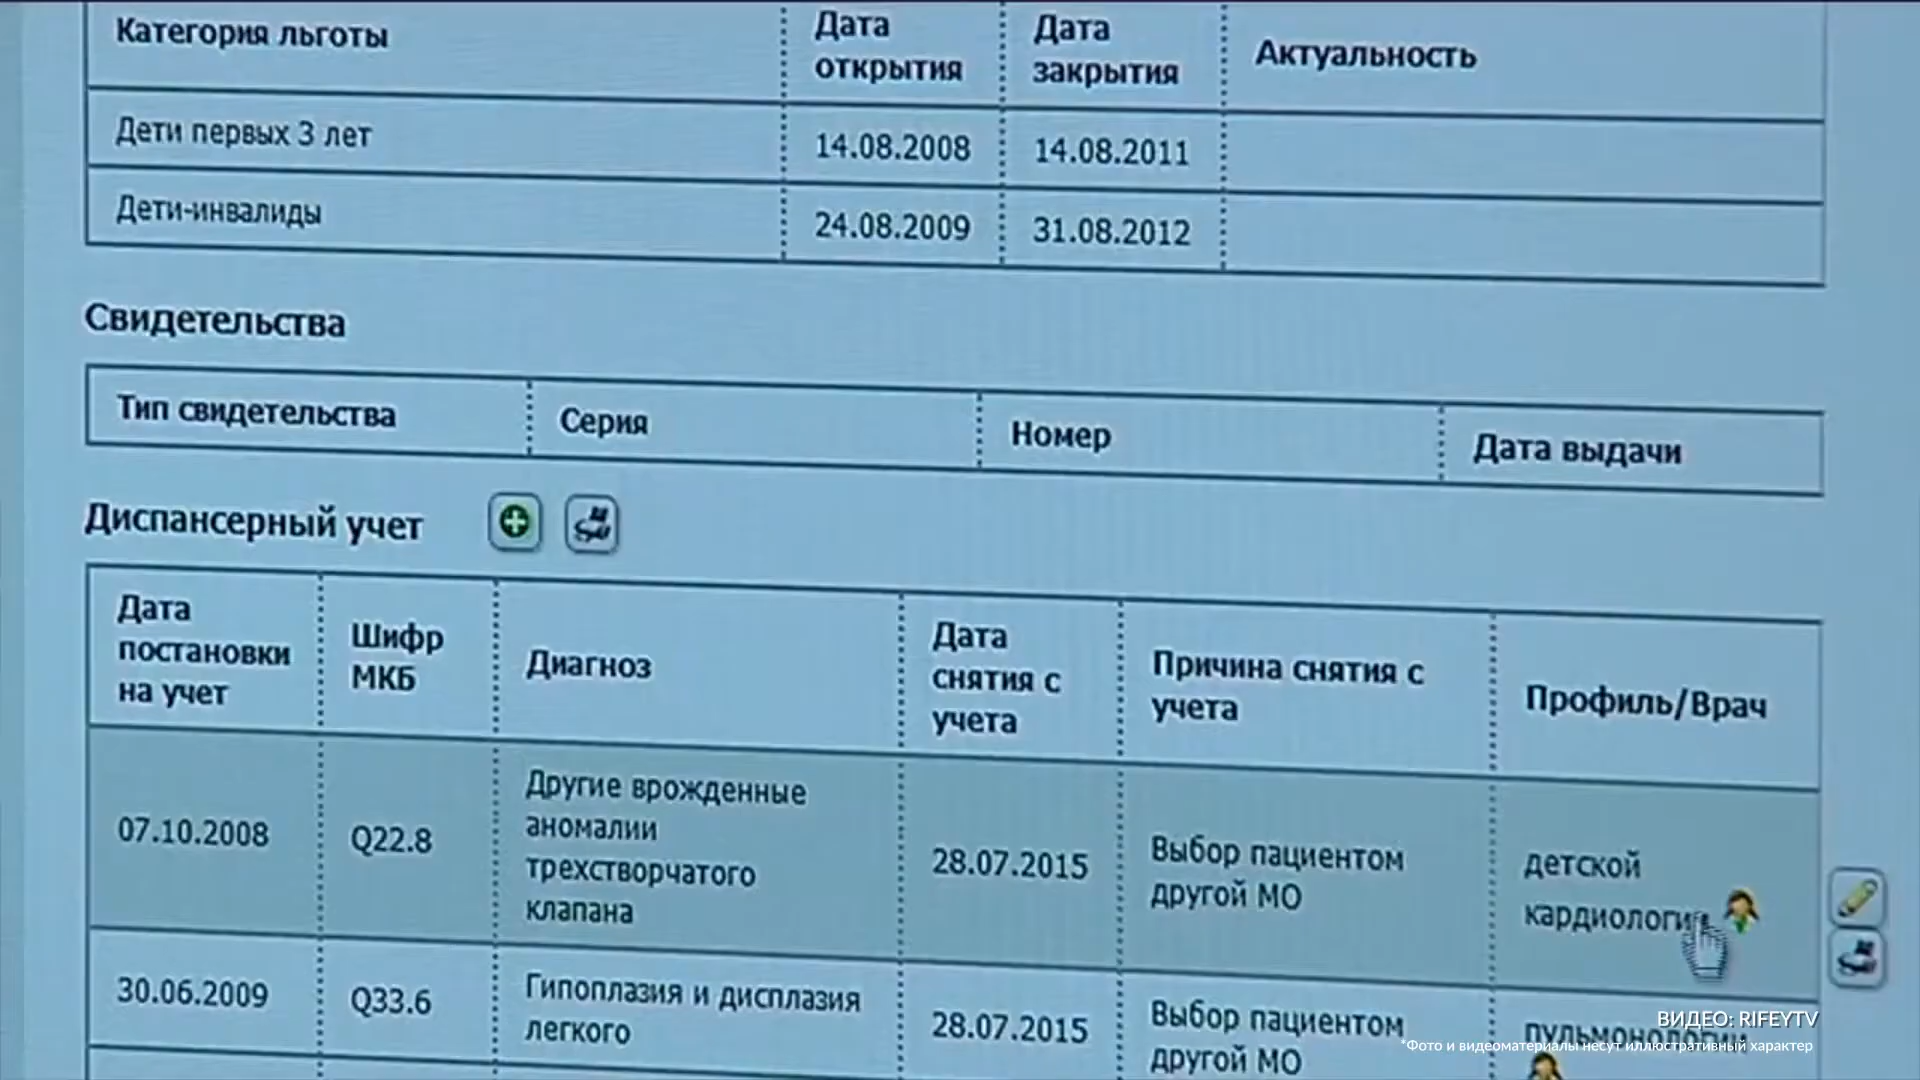 Категория льготы
Дата открытия
Дата закрытия
Актуальность
Дети первых 3 лет 14.08.2008 14.08.2011
Дети-инвалиды 24.08.2009 31.08.2012
Свидетельства
Тип свидетельства Серия Номер Дата выдачи
Диспансерный учет
Дата
постановки
на учет
Шифр
МКБ
Диагноз
Дата
снятия с
учета
Причина снятия с
учета
Профиль/Врач
07.10.2008
Q22.8
Другие врожденные
аномалии
трехстворчатого
клапана
28.07.2015
Выбор пациентом
другой МО
детской
кардиологии
30.06.2009
Q33.6
Гипоплазия и дисплазия
легкого
28.07.2015
Выбор пациентом
другой МО
пульмонологии
ВИДЕО: RIFEYTV
*Фото и видеоматериалы несут иллюстративный характер